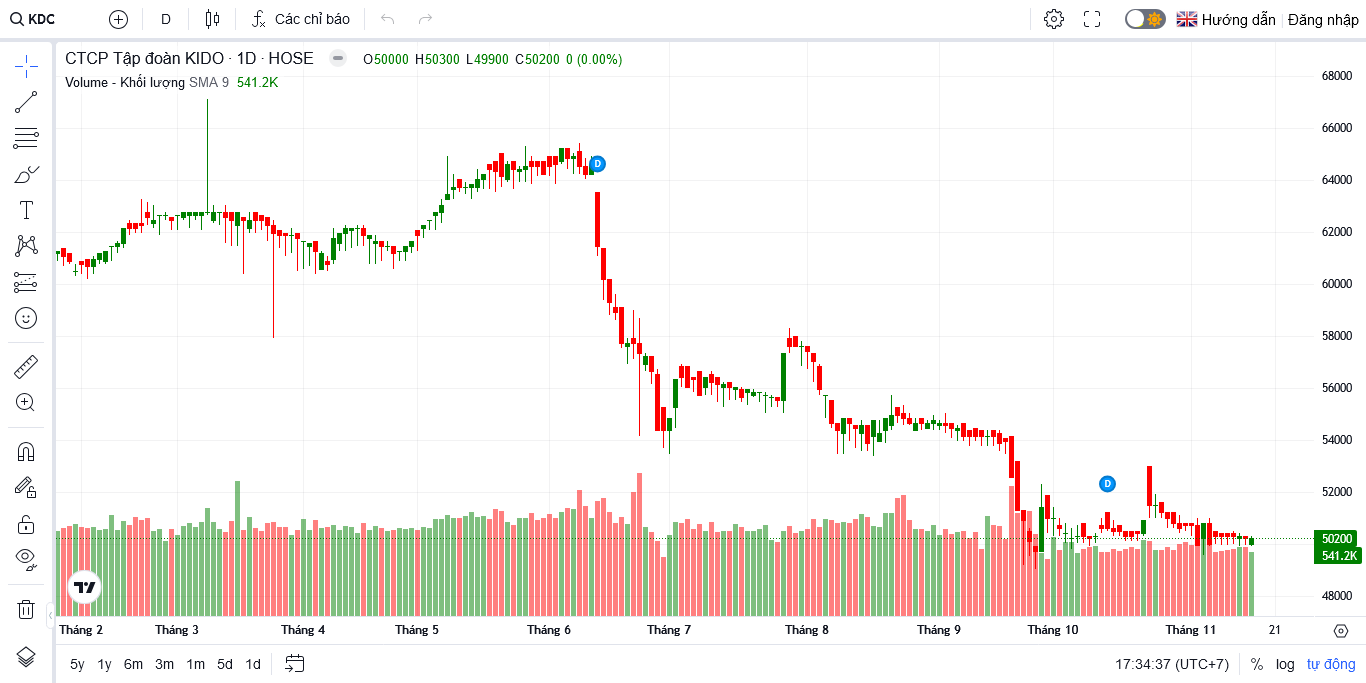 KDC D Các chỉ báo Hướng dẫn Đăng nhập
CTCP Tập đoàn KIDO · 1D · HOSE O50000 H50300 L49900 C50200 0 (0.00%)
Volume - Khối lượng SMA 9 541.2K
68000
66000
64000
62000
60000
58000
56000
54000
52000
50200
541.2K
48000
D
D
Tháng 2 Tháng 3 Tháng 4 Tháng 5 Tháng 6 Tháng 7 Tháng 8 Tháng 9 Tháng 10 Tháng 11 21
5y 1y 6m 3m 1m 5d 1d 17:34:37 (UTC+7) % log tự động